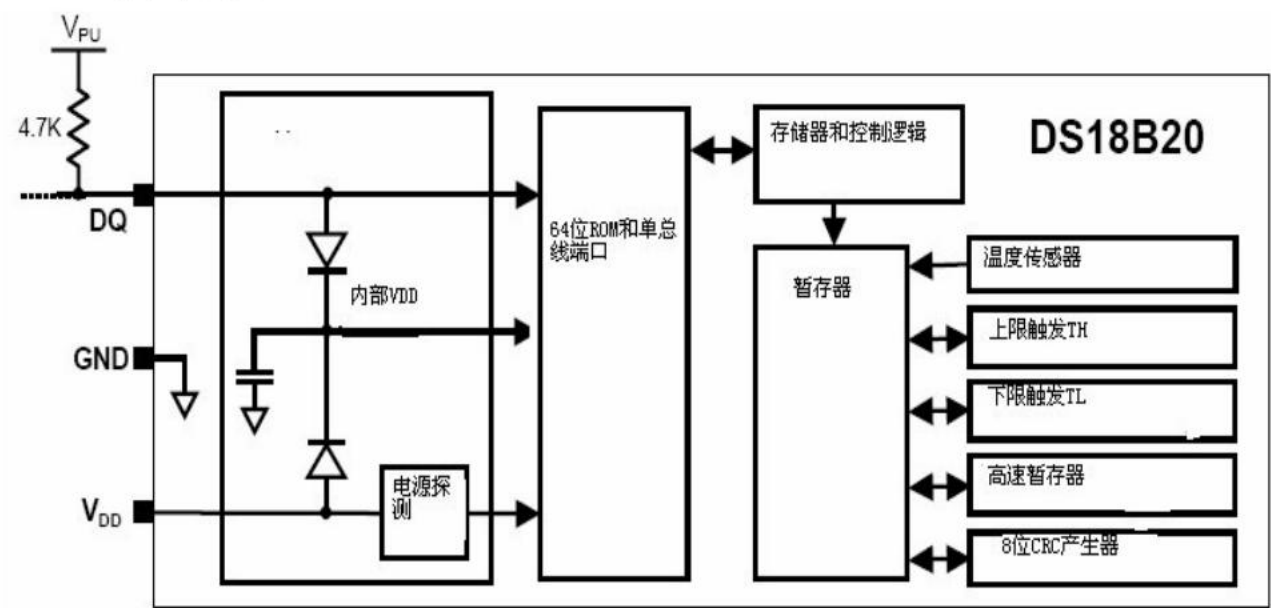 VPU
4.7K
DQ
GND
VDD
内部VDD
电源探
测
64位ROM和单总
线端口
存储器和控制逻辑
DS18B20
暂存器
温度传感器
上限触发TH
下限触发TL
高速暂存器
8位CRC产生器